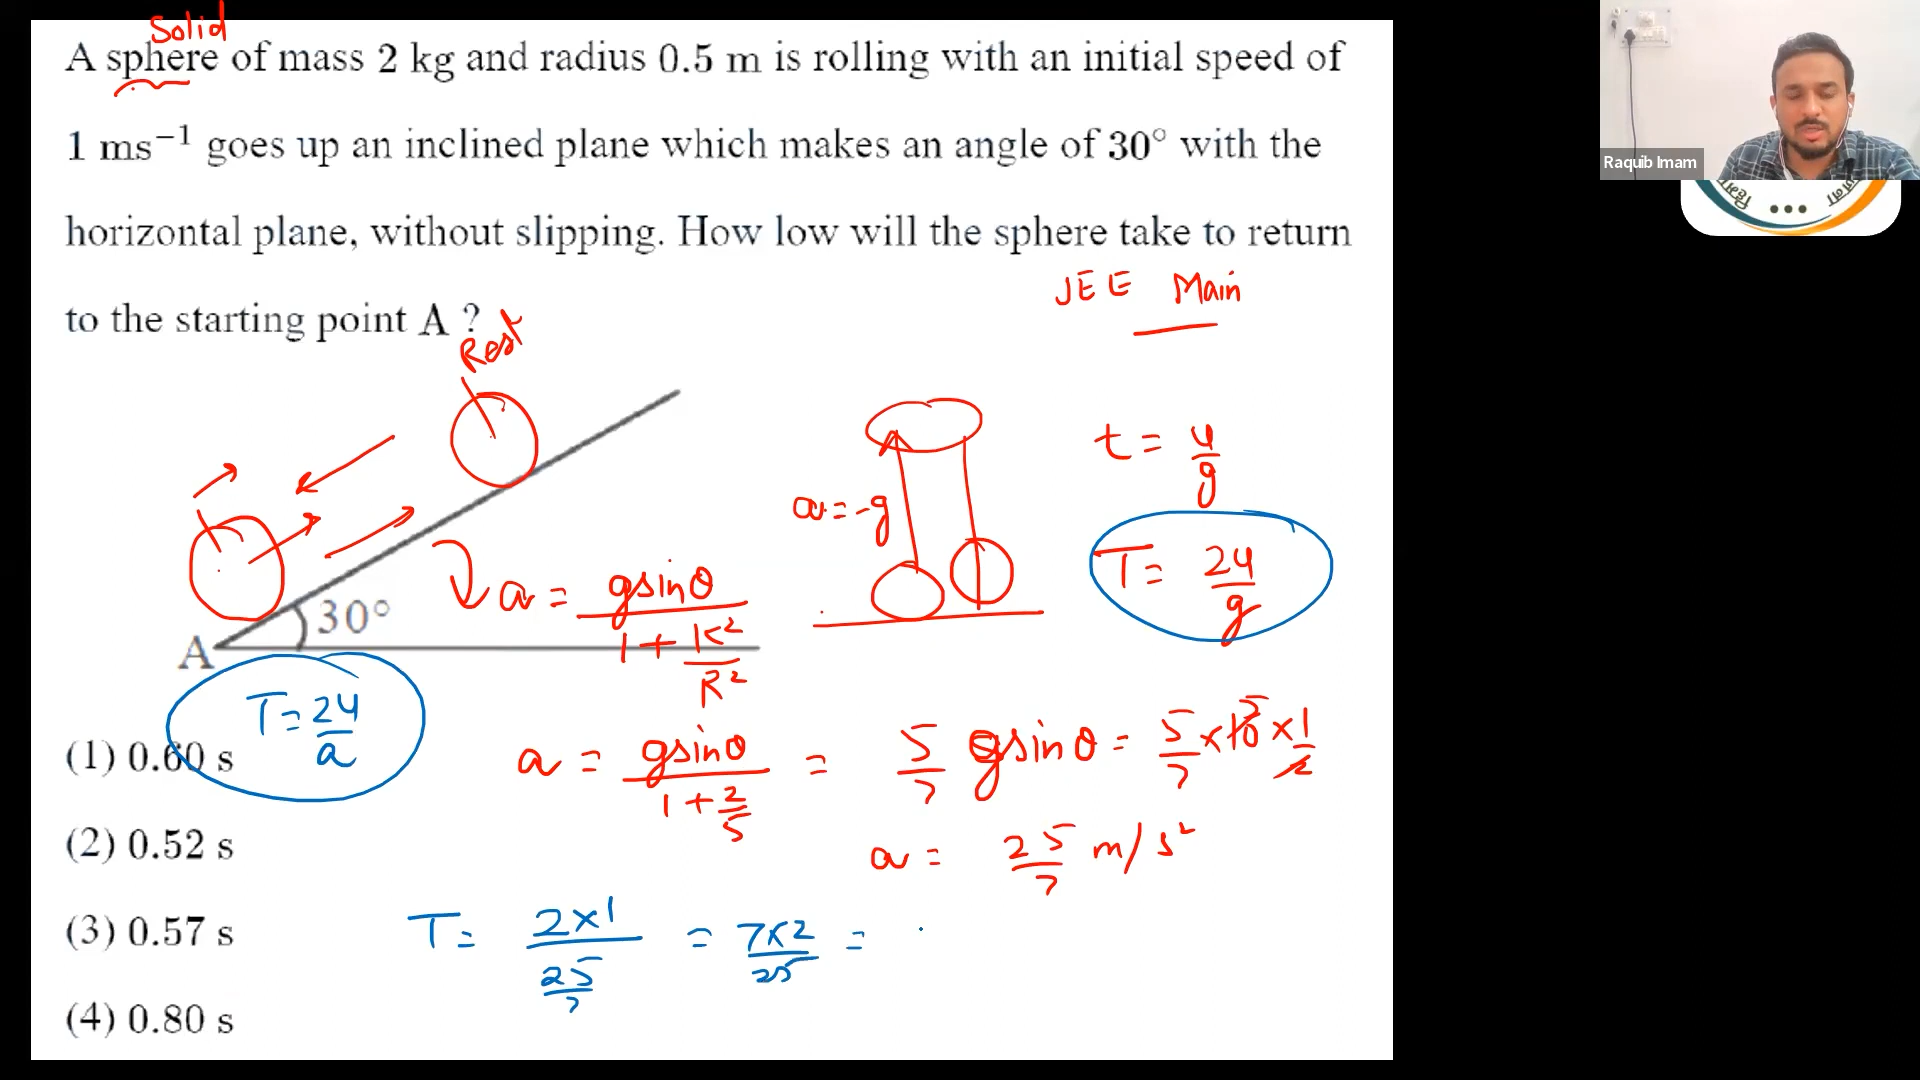 Solid
A sphere of mass 2 kg and radius 0.5 m is rolling with an initial speed of
1 ms⁻¹ goes up an inclined plane which makes an angle of 30° with the
horizontal plane, without slipping. How low will the sphere take to return
to the starting point A ?
JEE Main
Rest
a = -g
t = u/g
T = 2u/g
a = gsinθ/(1 + K²/R²)
30°
A
T = 2u/a
a = gsinθ/(1 + 2/5) = 5/7 gsinθ = 5/7 × 10 5 × 1/2
a = 25/7 m/s²
T = 2×1/(25/7) = 7×2/25 =
(1) 0.60 s
(2) 0.52 s
(3) 0.57 s
(4) 0.80 s
Raquib Imam